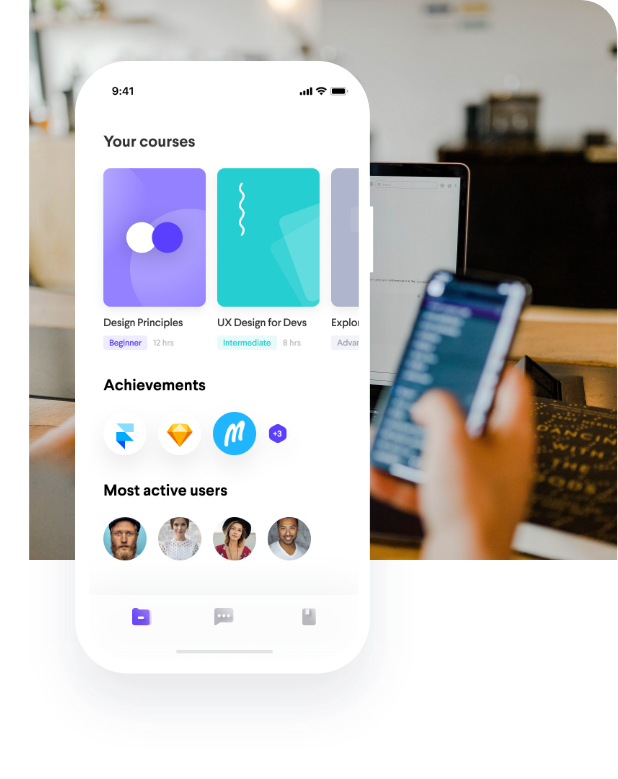 9:41
Your courses
Design Principles
UX Design for Devs
Explor
Beginner
12 hrs
Intermediate
8 hrs
Advan
Achievements
+3
Most active users